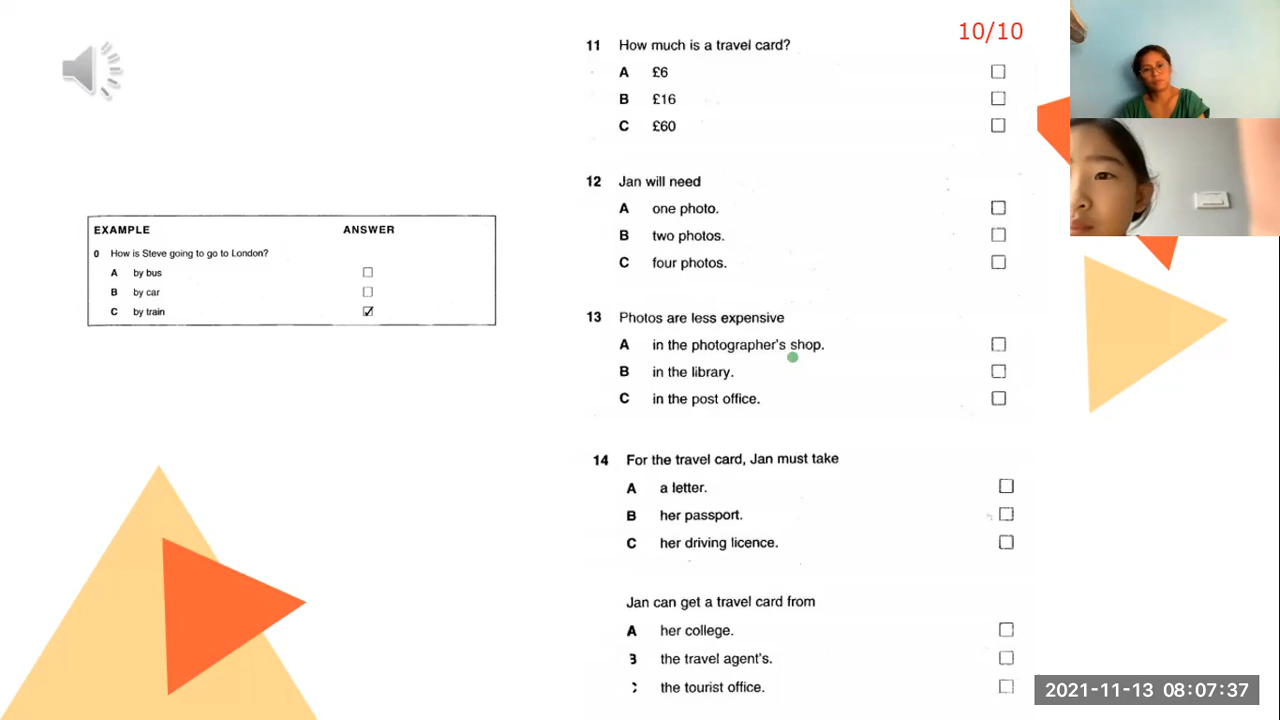 10/10
EXAMPLE ANSWER
0 How is Steve going to go to London?
A by bus
B by car
C by train
11 How much is a travel card?
A £6
B £16
C £60
12 Jan will need
A one photo.
B two photos.
C four photos.
13 Photos are less expensive
A in the photographer's shop.
B in the library.
C in the post office.
14 For the travel card, Jan must take
A a letter.
B her passport.
C her driving licence.
Jan can get a travel card from
A her college.
B the travel agent's.
the tourist office.
2021-11-13 08:07:37